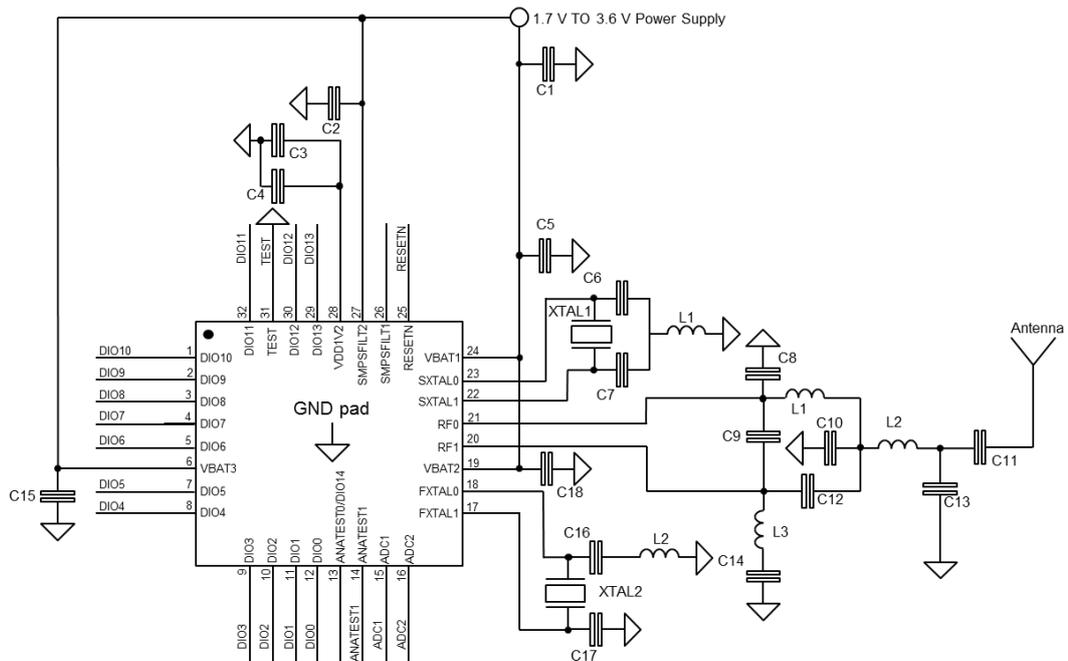 1.7 V TO 3.6 V Power Supply
C1
C2
C3
C4
C5
C6
DIO11
TEST
DIO12
DIO13
RESETN
32
31
30
29
28
27
26
25
DIO11
TEST
DIO12
DIO13
VDD1V2
SMPSFILT2
SMPSFILT1
RESETN
XTAL1
L1
C7
Antenna
C8
L1
C9
C10
L2
C11
C12
C13
L3
C14
DIO10 1 DIO10
DIO9 2 DIO9
DIO8 3 DIO8
DIO7 4 DIO7
DIO6 5 DIO6
6 VBAT3
DIO5 7 DIO5
DIO4 8 DIO4
C15
GND pad
VBAT1 24
SXTAL0 23
SXTAL1 22
RF0 21
RF1 20
VBAT2 19
FXTAL0 18
FXTAL1 17
C18
C16
L2
XTAL2
C17
DIO3
DIO2
DIO1
DIO0
ANATEST0/DIO14
ANATEST1
ADC1
ADC2
9
10
11
12
13
14
15
16
DIO3
DIO2
DIO1
DIO0
ANATEST1
ADC1
ADC2